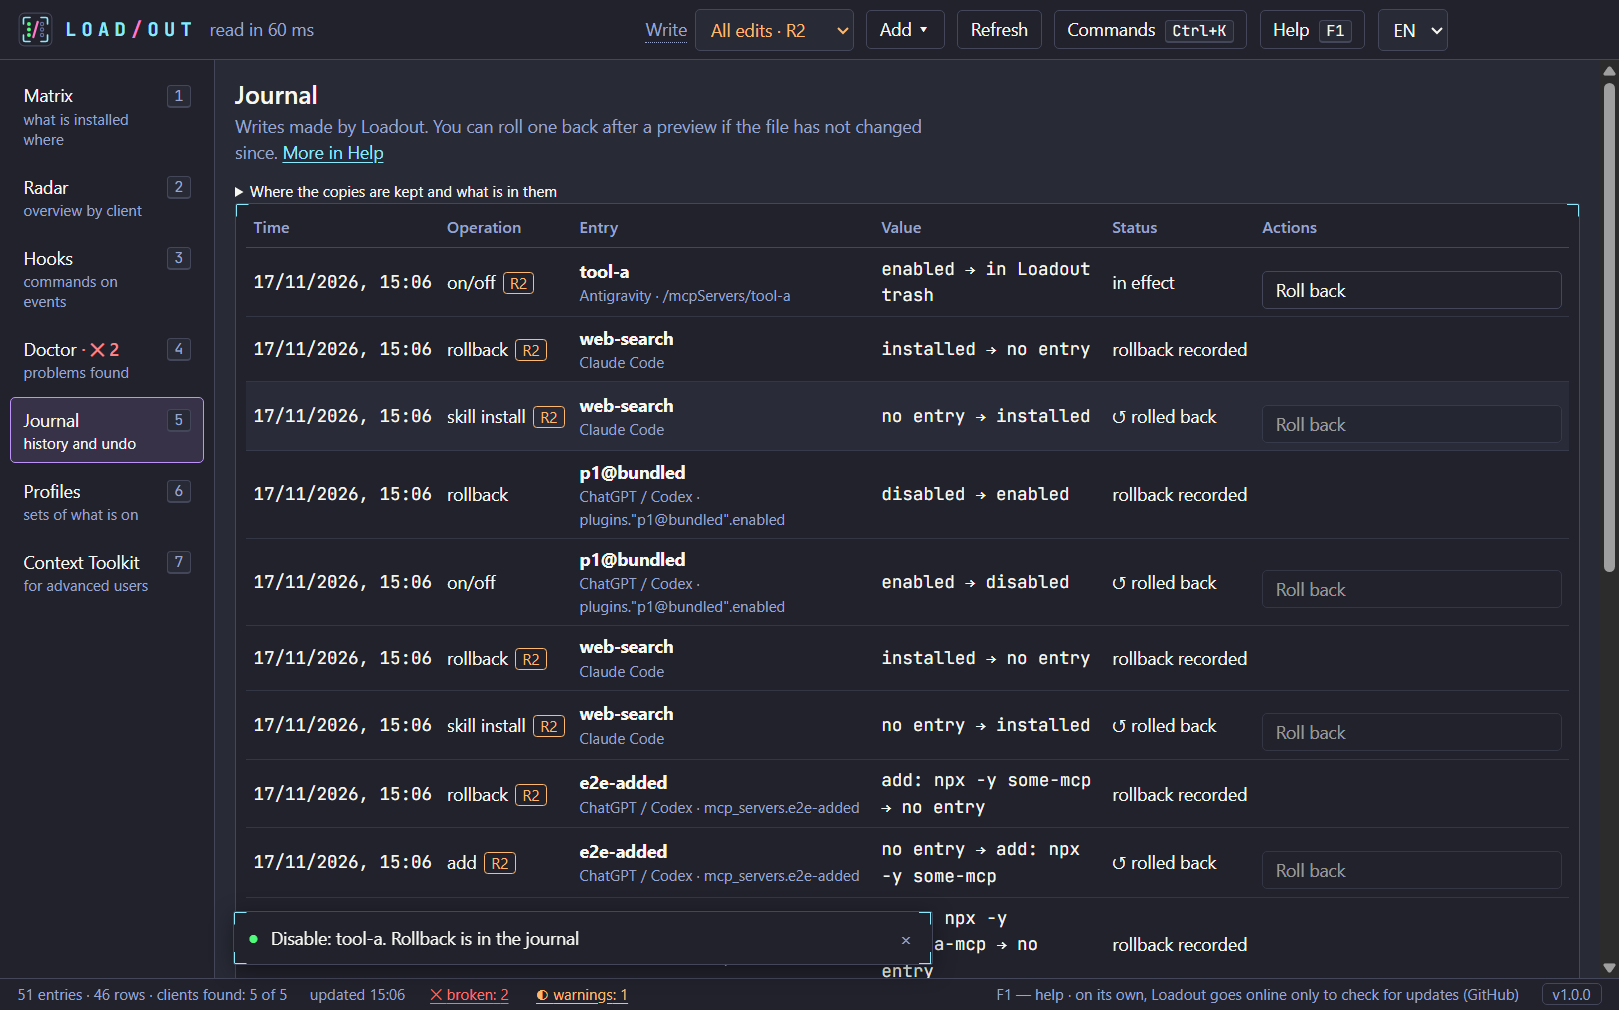 LOAD/OUT read in 60 ms Write All edits · R2 Add Refresh Commands Ctrl+K Help F1 EN
Matrix 1
what is installed
where
Radar 2
overview by client
Hooks 3
commands on
events
Doctor · ✕ 2 4
problems found
Journal 5
history and undo
Profiles 6
sets of what is on
Context Toolkit 7
for advanced users
Journal
Writes made by Loadout. You can roll one back after a preview if the file has not changed
since. More in Help
Where the copies are kept and what is in them
Time Operation Entry Value Status Actions
17/11/2026, 15:06 on/off R2 tool-a enabled → in Loadout in effect Roll back
Antigravity · /mcpServers/tool-a trash
17/11/2026, 15:06 rollback R2 web-search installed → no entry rollback recorded
Claude Code
17/11/2026, 15:06 skill install R2 web-search no entry → installed ↺ rolled back Roll back
Claude Code
17/11/2026, 15:06 rollback p1@bundled disabled → enabled rollback recorded
ChatGPT / Codex ·
plugins."p1@bundled".enabled
17/11/2026, 15:06 on/off p1@bundled enabled → disabled ↺ rolled back Roll back
ChatGPT / Codex ·
plugins."p1@bundled".enabled
17/11/2026, 15:06 rollback R2 web-search installed → no entry rollback recorded
Claude Code
17/11/2026, 15:06 skill install R2 web-search no entry → installed ↺ rolled back Roll back
Claude Code
17/11/2026, 15:06 rollback R2 e2e-added add: npx -y some-mcp rollback recorded
ChatGPT / Codex · mcp_servers.e2e-added → no entry
17/11/2026, 15:06 add R2 e2e-added no entry → add: npx ↺ rolled back Roll back
ChatGPT / Codex · mcp_servers.e2e-added -y some-mcp
npx -y
a-mcp → no rollback recorded
entry
Disable: tool-a. Rollback is in the journal ×
51 entries · 46 rows · clients found: 5 of 5 updated 15:06 ✕ broken: 2 ◐ warnings: 1 F1 — help · on its own, Loadout goes online only to check for updates (GitHub) v1.0.0